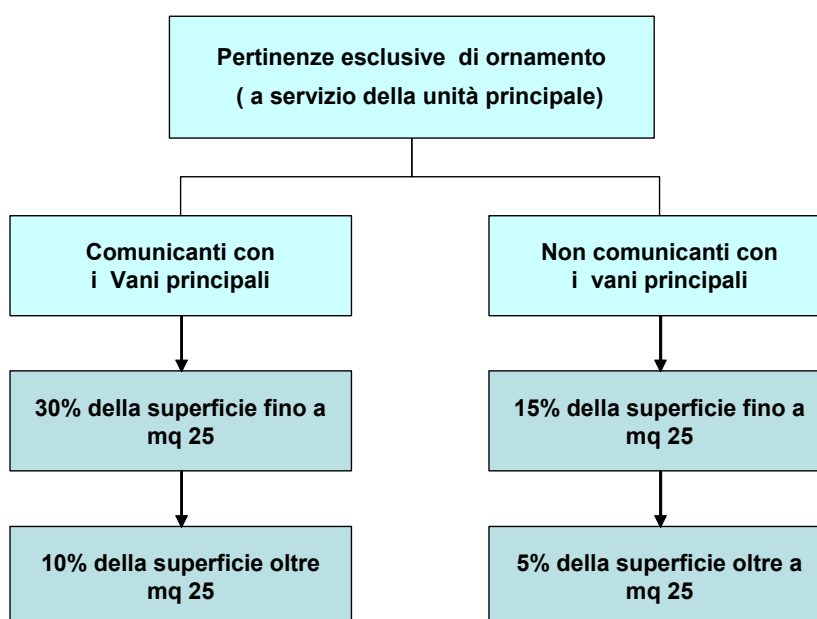 Pertinenze esclusive di ornamento
( a servizio della unità principale)
Comunicanti con
i Vani principali
Non comunicanti con
i vani principali
30% della superficie fino a
mq 25
15% della superficie fino a
mq 25
10% della superficie oltre
mq 25
5% della superficie oltre a
mq 25